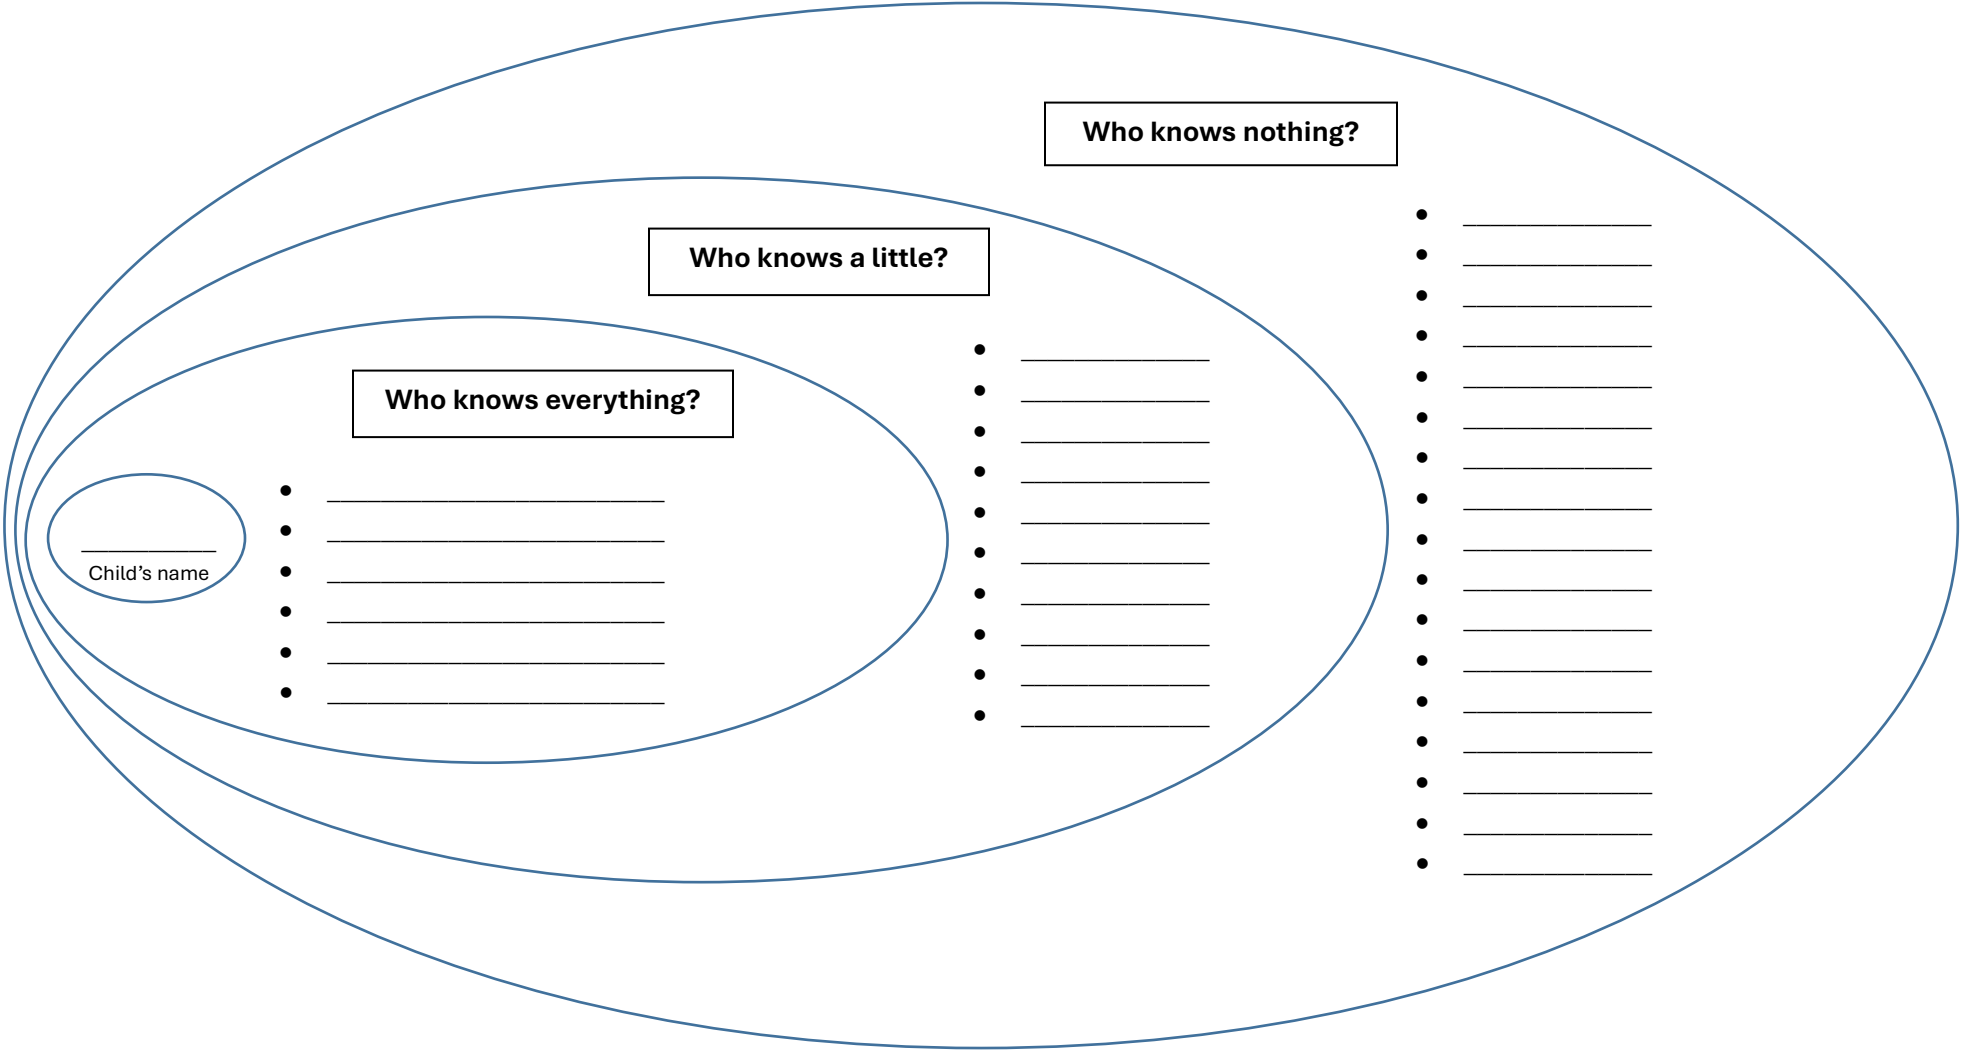 Who knows nothing?
Who knows a little?
Who knows everything?
Child’s name